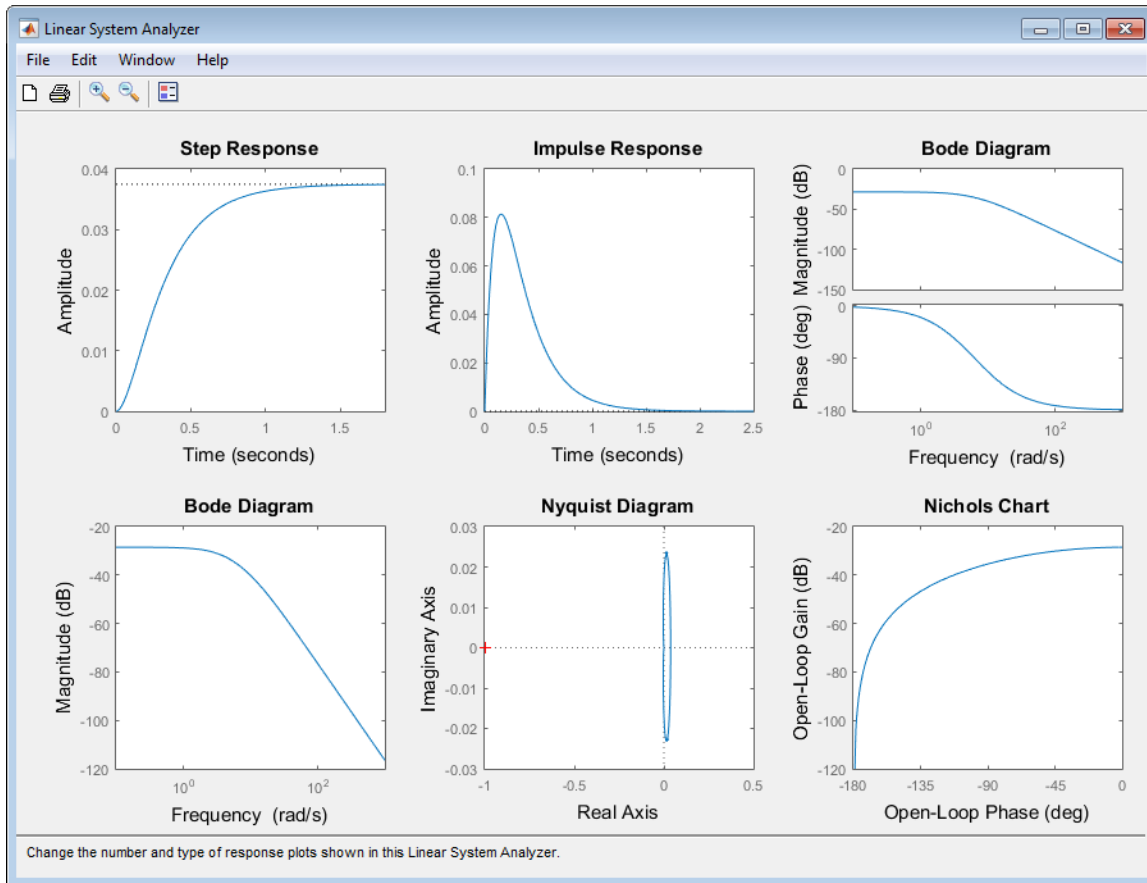 Linear System Analyzer
File Edit Window Help
Step Response
0.04
0.03
0.02
0.01
0
Amplitude
0 0.5 1 1.5
Time (seconds)
Impulse Response
0.1
0.08
0.06
0.04
0.02
0
Amplitude
0 0.5 1 1.5 2 2.5
Time (seconds)
Bode Diagram
0
-50
-100
-150
Magnitude (dB)
0
-90
-180
Phase (deg)
10^0 10^2
Frequency (rad/s)
Bode Diagram
-20
-40
-60
-80
-100
-120
Magnitude (dB)
10^0 10^2
Frequency (rad/s)
Nyquist Diagram
0.03
0.02
0.01
0
-0.01
-0.02
-0.03
Imaginary Axis
-1 -0.5 0 0.5
Real Axis
Nichols Chart
-20
-40
-60
-80
-100
-120
Open-Loop Gain (dB)
-180 -135 -90 -45 0
Open-Loop Phase (deg)
Change the number and type of response plots shown in this Linear System Analyzer.